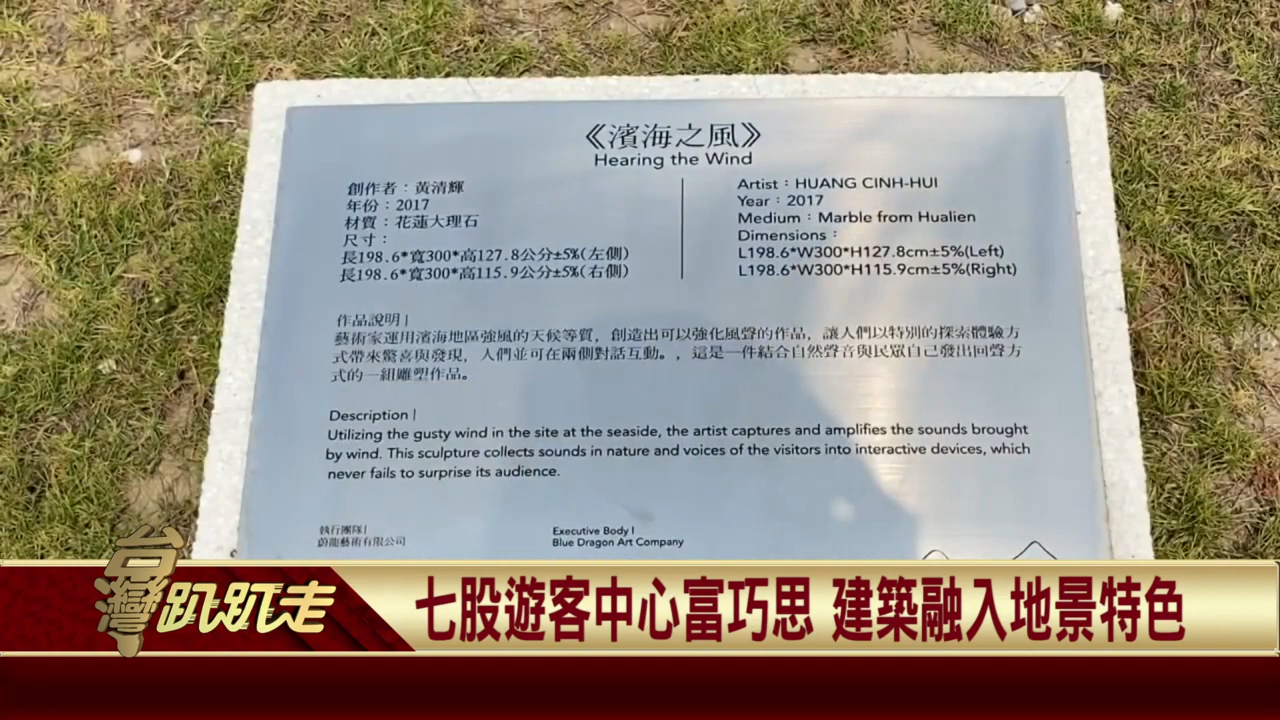 《濱海之風》
Hearing the Wind
創作者：黃清輝
年份：2017
材質：花蓮大理石
尺寸：
長198.6*寬300*高127.8公分±5%(左側)
長198.6*寬300*高115.9公分±5%(右側)
Artist：HUANG CINH-HUI
Year：2017
Medium：Marble from Hualien
Dimensions：
L198.6*W300*H127.8cm±5%(Left)
L198.6*W300*H115.9cm±5%(Right)
作品說明|
藝術家運用濱海地區強風的天候等質，創造出可以強化風聲的作品，讓人們以特別的探索體驗方
式帶來驚喜與發現，人們並可在兩側對話互動。，這是一件結合自然聲音與民眾自己發出回聲方
式的一組雕塑作品。
Description|
Utilizing the gusty wind in the site at the seaside, the artist captures and amplifies the sounds brought
by wind. This sculpture collects sounds in nature and voices of the visitors into interactive devices, which
never fails to surprise its audience.
執行團隊|
蔚龍藝術有限公司
Executive Body|
Blue Dragon Art Company
台灣趴趴走
七股遊客中心富巧思 建築融入地景特色